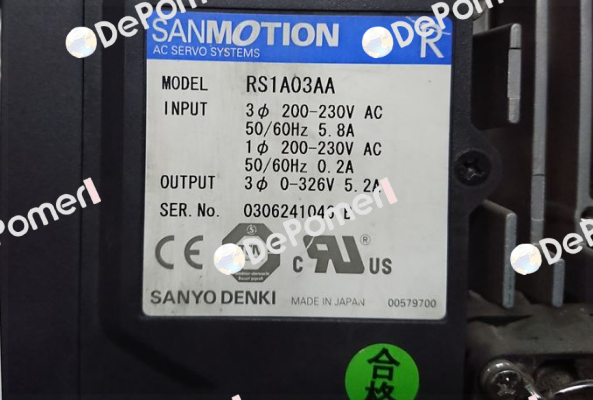 SANMOTION R
AC SERVO SYSTEMS
MODEL RS1A03AA
INPUT 3φ 200-230V AC
50/60Hz 5.8A
1φ 200-230V AC
50/60Hz 0.2A
OUTPUT 3φ 0-326V 5.2A
SER. No.
CE
C UR US ®
SANYO DENKI MADE IN JAPAN 00579700
合格
DePomerl
DePomerl
DePomerl
DePomerl